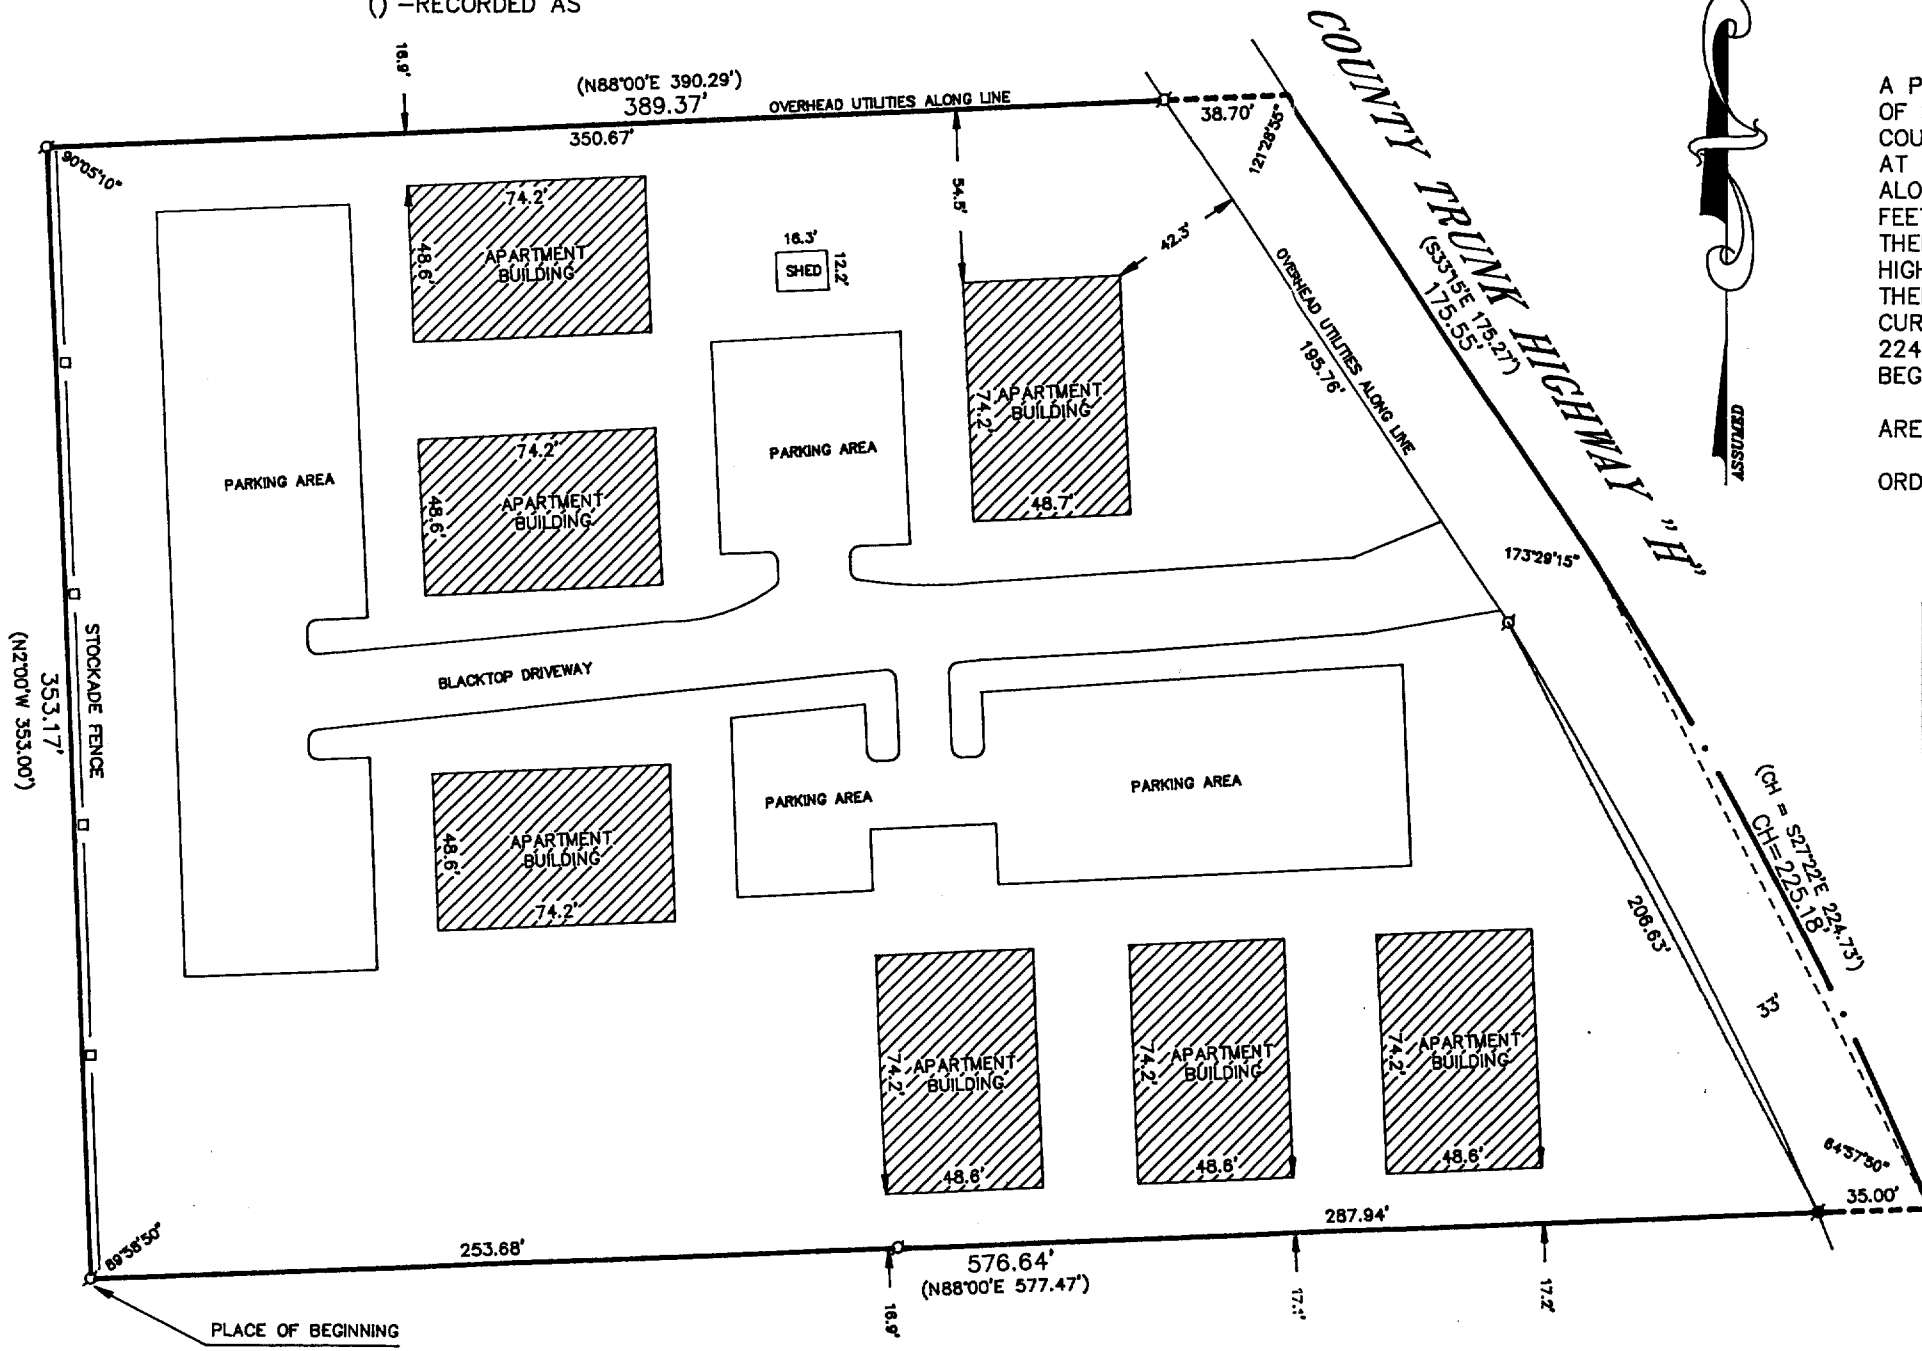 () –RECORDED AS
16.9'
(N88°00'E 390.29')
389.37'
OVERHEAD UTILITIES ALONG LINE
350.67'
38.70'
121°28'55"
90°05'10"
COUNTY TRUNK HIGHWAY "H"
(S33°15'E 175.27')
175.55'
74.2'
48.6'
APARTMENT
BUILDING
16.3'
12.2'
SHED
54.5'
42.3'
OVERHEAD UTILITIES ALONG LINE
195.76'
APARTMENT
BUILDING
74.2'
48.7'
PARKING AREA
PARKING AREA
74.2'
48.6'
APARTMENT
BUILDING
173°29'15"
STOCKADE FENCE
353.17'
(N2°00'W 353.00')
BLACKTOP DRIVEWAY
PARKING AREA
PARKING AREA
48.6'
APARTMENT
BUILDING
74.2'
(CH = S27°22'E 224.73')
CH=225.18'
206.63'
33'
74.2'
APARTMENT
BUILDING
48.6'
74.2'
APARTMENT
BUILDING
48.6'
74.2'
APARTMENT
BUILDING
48.6'
64°57'50"
35.00'
89°58'50"
253.68'
287.94'
576.64'
(N88°00'E 577.47')
16.9'
17.1'
17.2'
PLACE OF BEGINNING
ASSUMED
A P
OF
COU
AT
ALO
FEET
THE
HIGH
THE
CUR
224
BEG
ARE
ORD